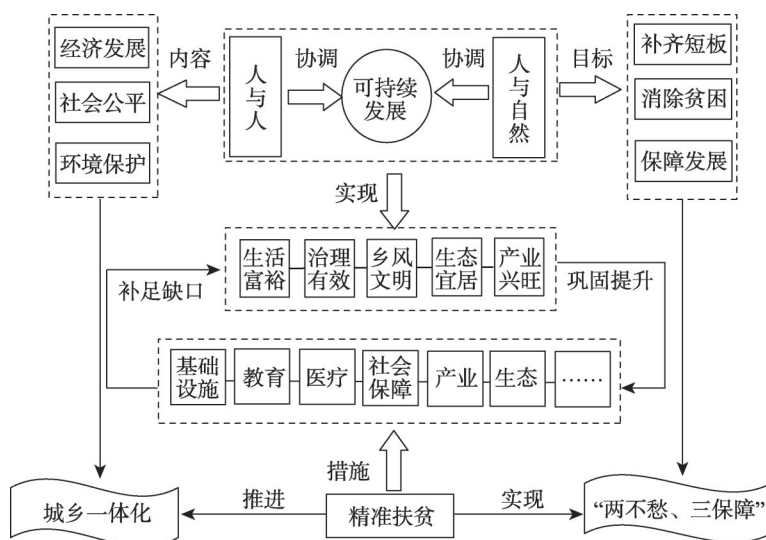 经济发展
社会公平
环境保护
内容
人与人
协调
可持续
发展
协调
人与自然
目标
补齐短板
消除贫困
保障发展
实现
生活
富裕
治理
有效
乡风
文明
生态
宜居
产业
兴旺
补足缺口
巩固提升
基础
设施
教育
医疗
社会
保障
产业
生态
……
措施
城乡一体化
推进
精准扶贫
实现
“两不愁、三保障”